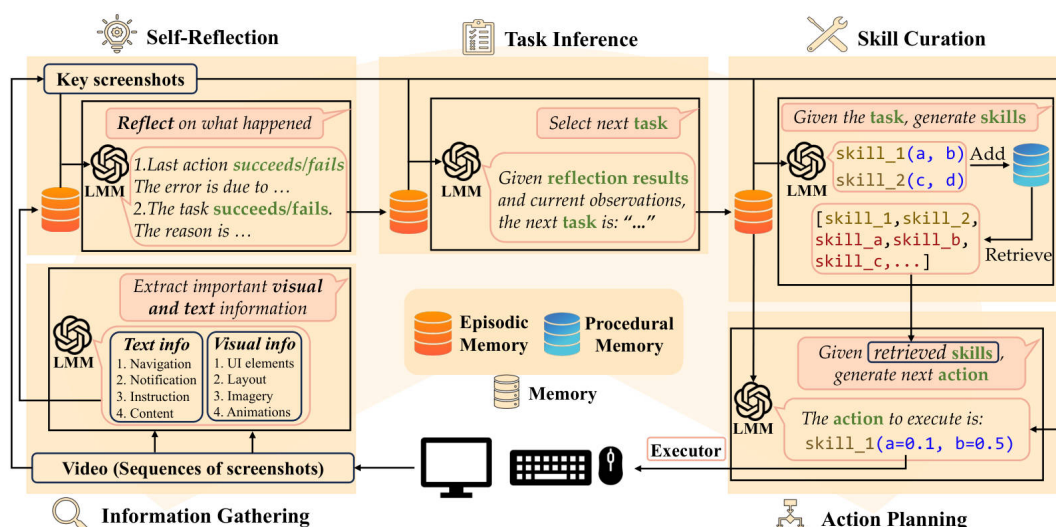 Self-Reflection
Task Inference
Skill Curation
Key screenshots
Reflect on what happened
LMM
1.Last action succeeds/fails
The error is due to …
2.The task succeeds/fails.
The reason is …
Select next task
LMM
Given reflection results
and current observations,
the next task is: “...”
Given the task, generate skills
LMM
skill_1(a, b)
skill_2(c, d)
Add
[skill_1,skill_2,
skill_a,skill_b,
skill_c,...]
Retrieve
Extract important visual
and text information
LMM
Text info
1. Navigation
2. Notification
3. Instruction
4. Content
Visual info
1. UI elements
2. Layout
3. Imagery
4. Animations
Episodic
Memory
Procedural
Memory
Memory
Given retrieved skills,
generate next action
LMM
The action to execute is:
skill_1(a=0.1, b=0.5)
Executor
Video (Sequences of screenshots)
Information Gathering
Action Planning